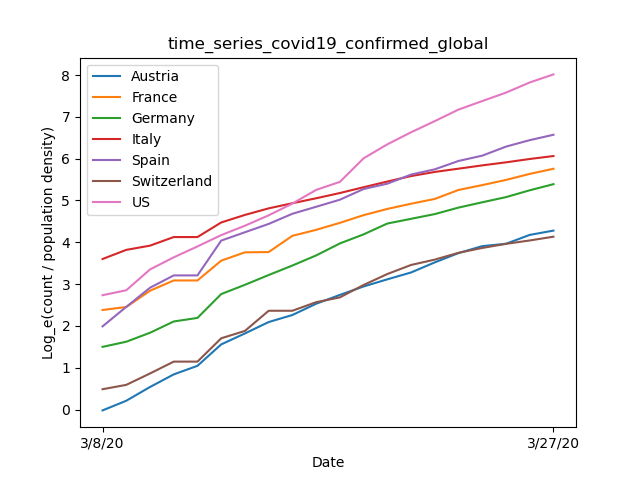 time_series_covid19_confirmed_global
Log_e(count / population density)
8
7
6
5
4
3
2
1
0
Austria
France
Germany
Italy
Spain
Switzerland
US
3/8/20
3/27/20
Date